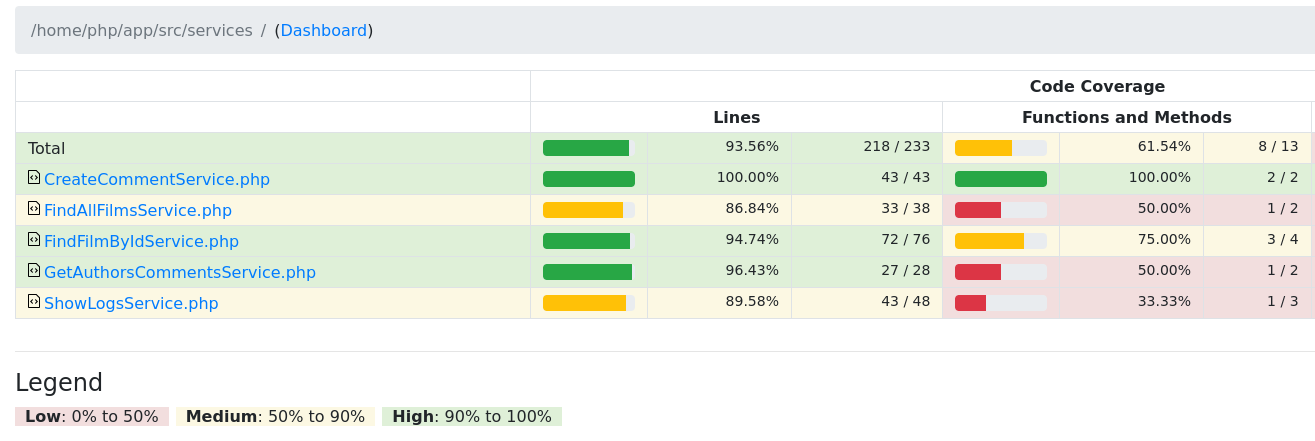 /home/php/app/src/services / (Dashboard)
Code Coverage
Lines Functions and Methods
Total 93.56% 218 / 233 61.54% 8 / 13
CreateCommentService.php 100.00% 43 / 43 100.00% 2 / 2
FindAllFilmsService.php 86.84% 33 / 38 50.00% 1 / 2
FindFilmByIdService.php 94.74% 72 / 76 75.00% 3 / 4
GetAuthorsCommentsService.php 96.43% 27 / 28 50.00% 1 / 2
ShowLogsService.php 89.58% 43 / 48 33.33% 1 / 3
Legend
Low: 0% to 50% Medium: 50% to 90% High: 90% to 100%